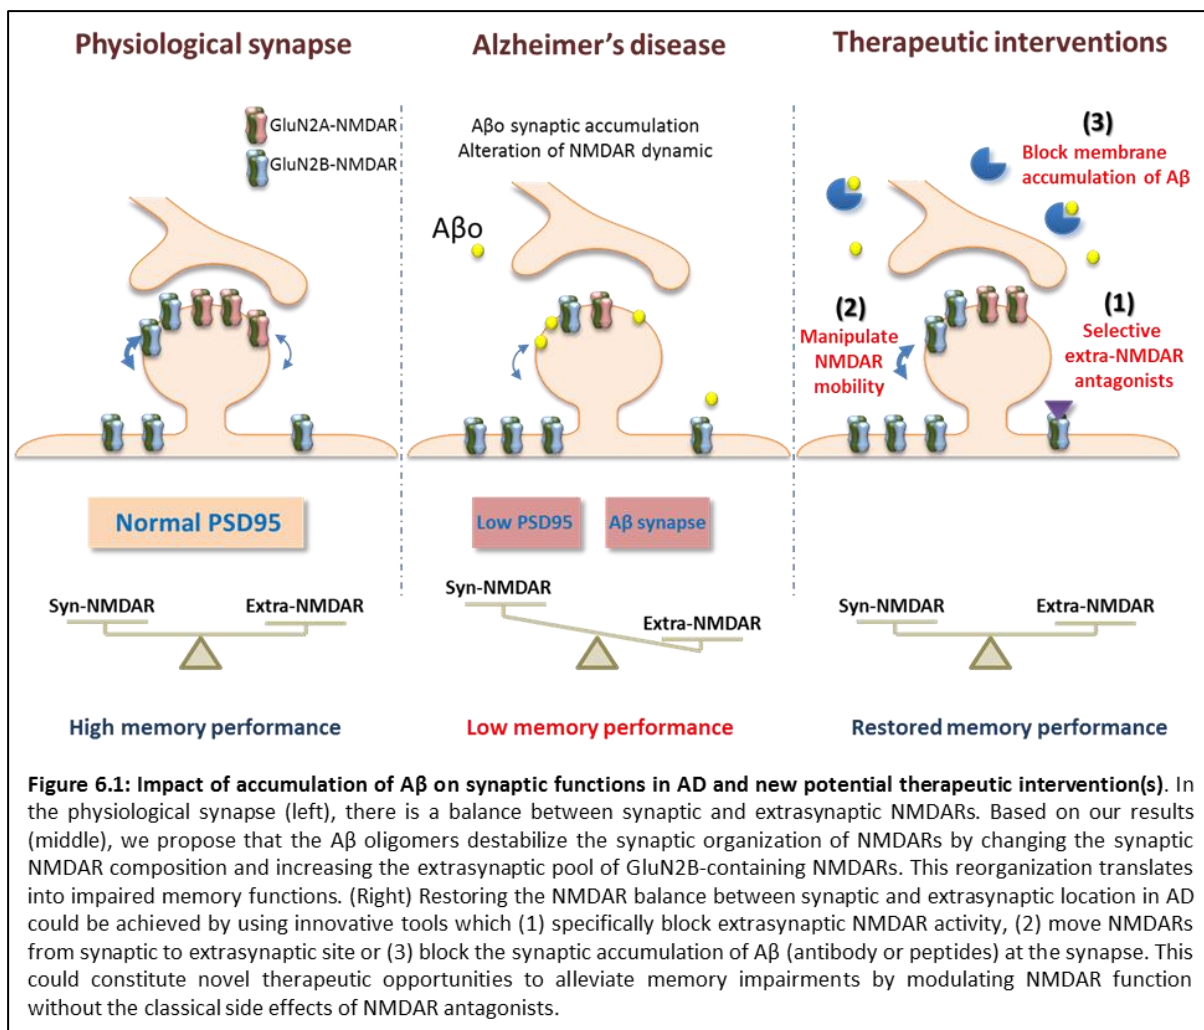 Physiological synapse
Alzheimer's disease
Therapeutic interventions
GluN2A-NMDAR
GluN2B-NMDAR
Aβo synaptic accumulation
Alteration of NMDAR dynamic
Aβo
(3)
Block membrane
accumulation of Aβ
(2)
Manipulate
NMDAR
mobility
(1)
Selective
extra-NMDAR
antagonists
Normal PSD95
Low PSD95
Aβ synapse
Syn-NMDAR
Extra-NMDAR
Syn-NMDAR
Extra-NMDAR
Syn-NMDAR
Extra-NMDAR
High memory performance
Low memory performance
Restored memory performance
Figure 6.1: Impact of accumulation of Aβ on synaptic functions in AD and new potential therapeutic intervention(s). In
the physiological synapse (left), there is a balance between synaptic and extrasynaptic NMDARs. Based on our results
(middle), we propose that the Aβ oligomers destabilize the synaptic organization of NMDARs by changing the synaptic
NMDAR composition and increasing the extrasynaptic pool of GluN2B-containing NMDARs. This reorganization translates
into impaired memory functions. (Right) Restoring the NMDAR balance between synaptic and extrasynaptic location in AD
could be achieved by using innovative tools which (1) specifically block extrasynaptic NMDAR activity, (2) move NMDARs
from synaptic to extrasynaptic site or (3) block the synaptic accumulation of Aβ (antibody or peptides) at the synapse. This
could constitute novel therapeutic opportunities to alleviate memory impairments by modulating NMDAR function
without the classical side effects of NMDAR antagonists.